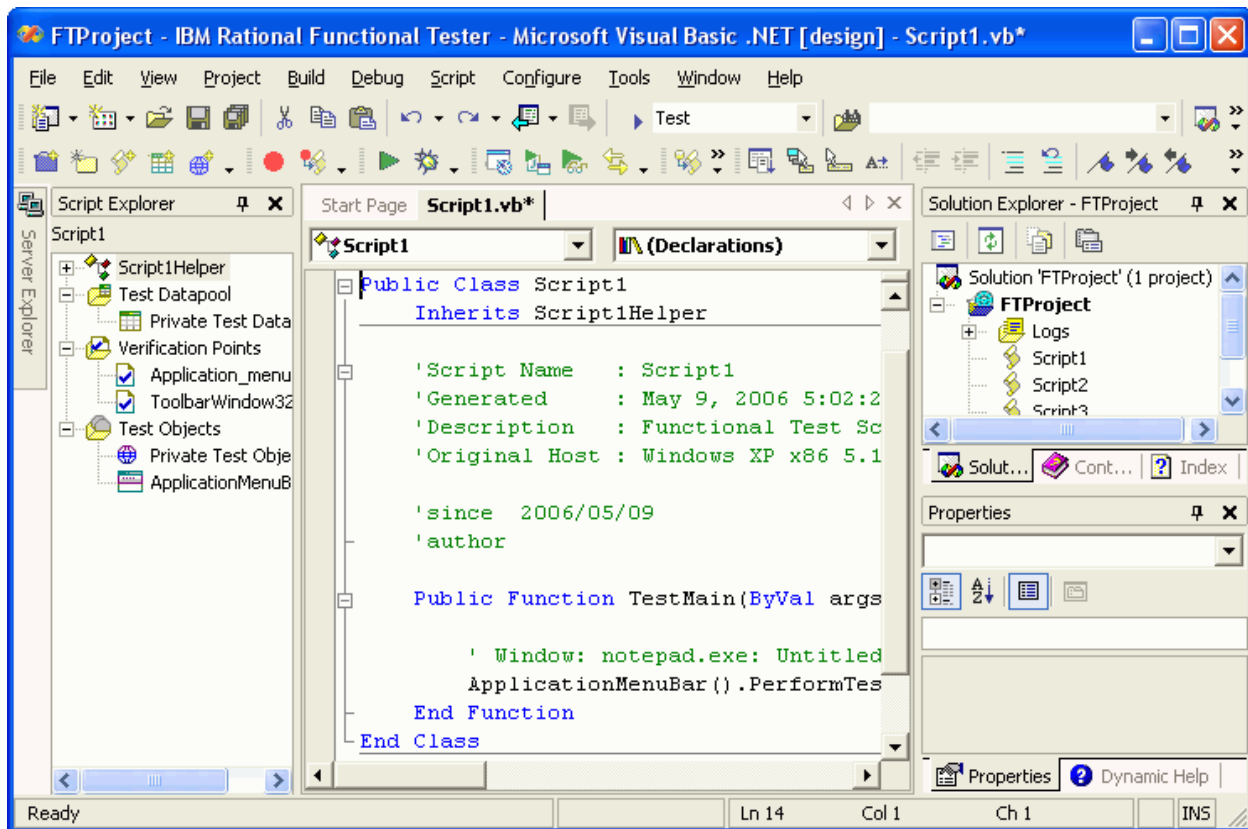 FTProject - IBM Rational Functional Tester - Microsoft Visual Basic .NET [design] - Script1.vb*
File Edit View Project Build Debug Script Configure Tools Window Help
Test
Server Explorer
Script Explorer
Script1
Script1Helper
Test Datapool
Private Test Data
Verification Points
Application_menu
ToolbarWindow32
Test Objects
Private Test Obje
ApplicationMenuB
Start Page Script1.vb*
Script1 (Declarations)
Public Class Script1
Inherits Script1Helper
'Script Name : Script1
'Generated : May 9, 2006 5:02:2
'Description : Functional Test Sc
'Original Host : Windows XP x86 5.1
'since 2006/05/09
'author
Public Function TestMain(ByVal args
' Window: notepad.exe: Untitled
ApplicationMenuBar().PerformTes
End Function
End Class
Solution Explorer - FTProject
Solution 'FTProject' (1 project)
FTProject
Logs
Script1
Script2
Script3
Solut... Cont... Index
Properties
Properties Dynamic Help
Ready Ln 14 Col 1 Ch 1 INS